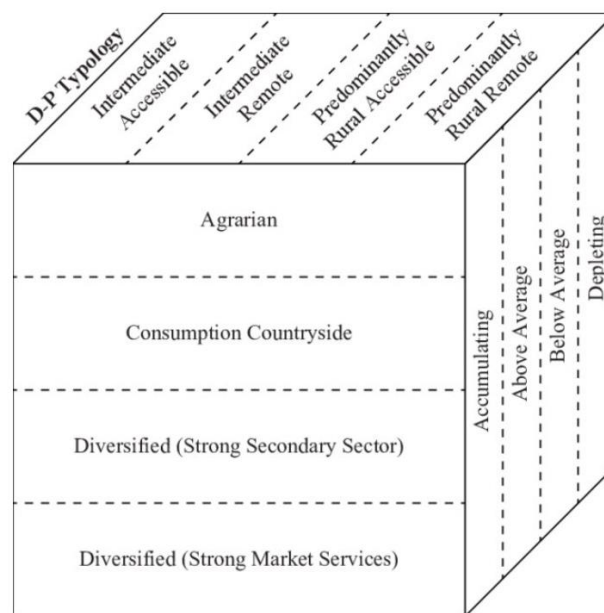 D-P Typology
Intermediate
Accessible
Intermediate
Remote
Predominantly
Rural Accessible
Predominantly
Rural Remote
Agrarian
Consumption Countryside
Diversified (Strong Secondary Sector)
Diversified (Strong Market Services)
Accumulating
Above Average
Below Average
Depleting